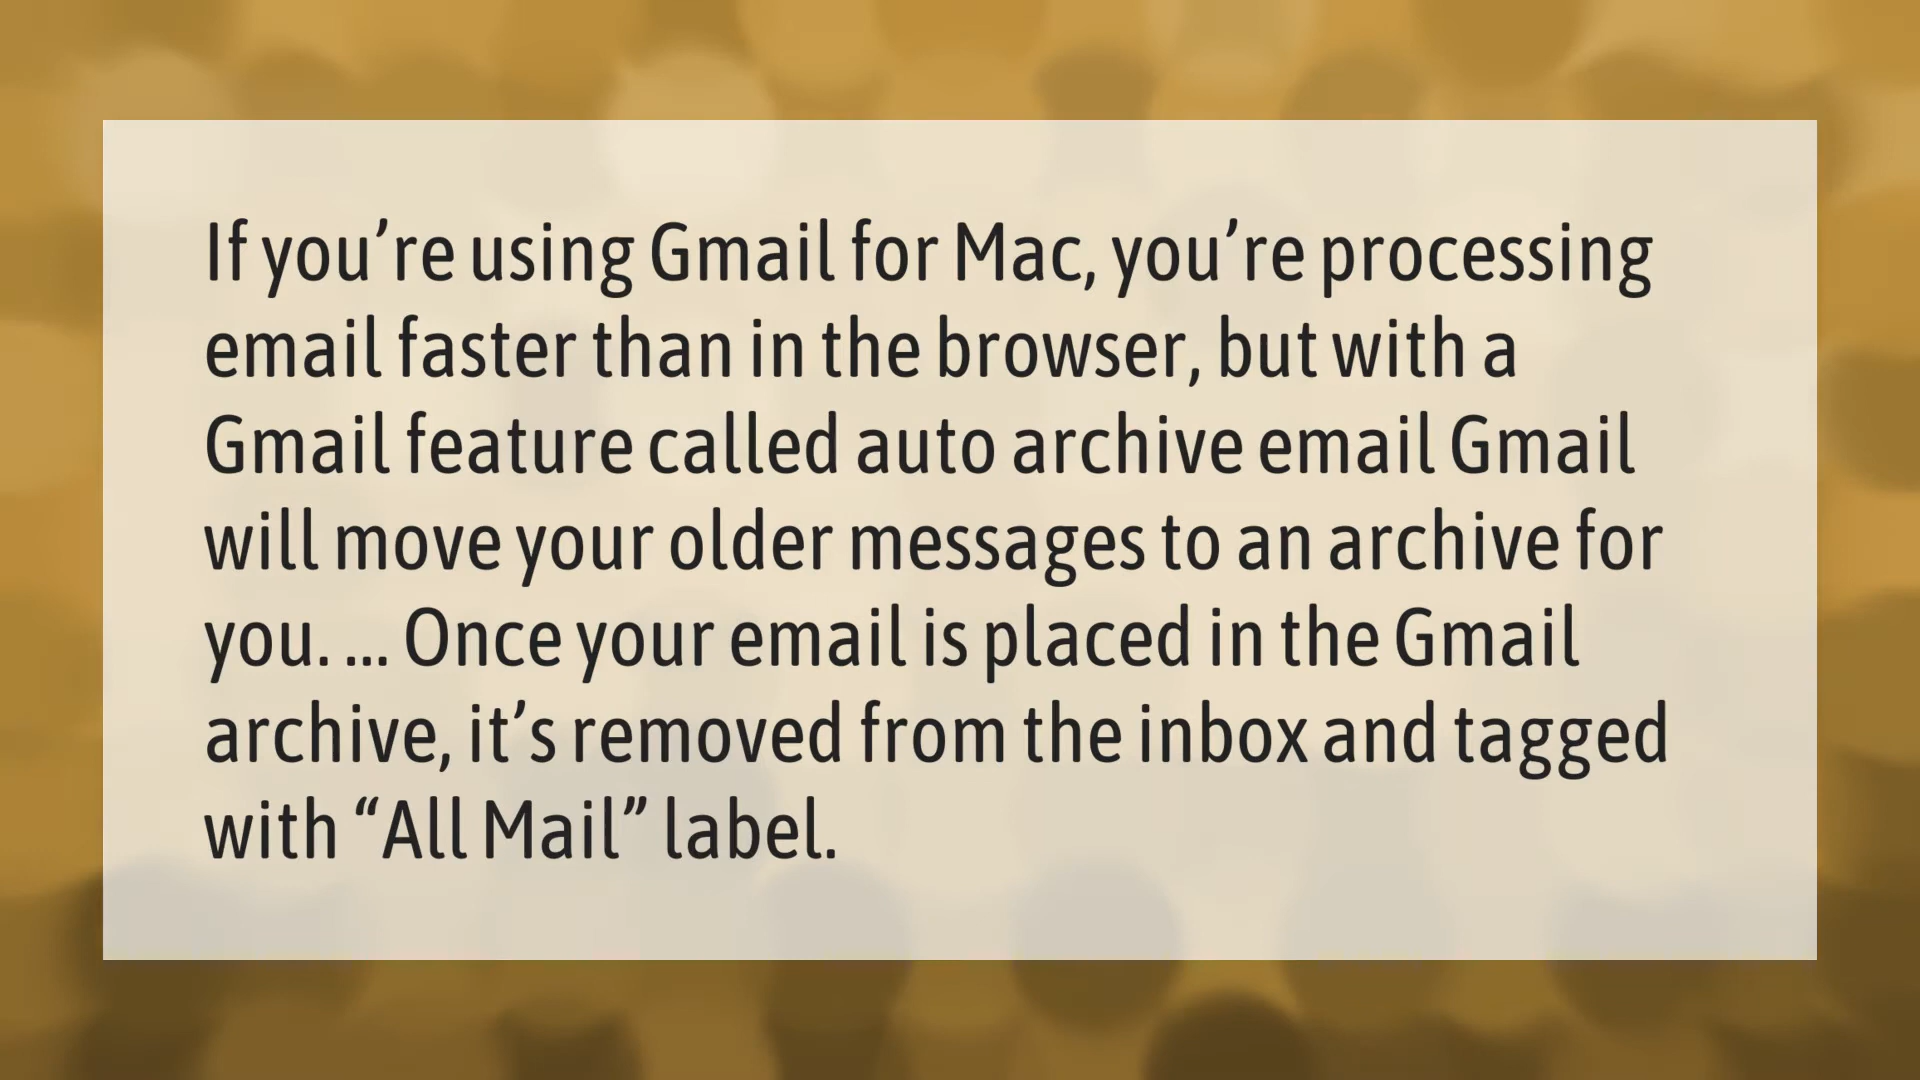 If you’re using Gmail for Mac, you’re processing
email faster than in the browser, but with a
Gmail feature called auto archive email Gmail
will move your older messages to an archive for
you. ... Once your email is placed in the Gmail
archive, it’s removed from the inbox and tagged
with “All Mail” label.